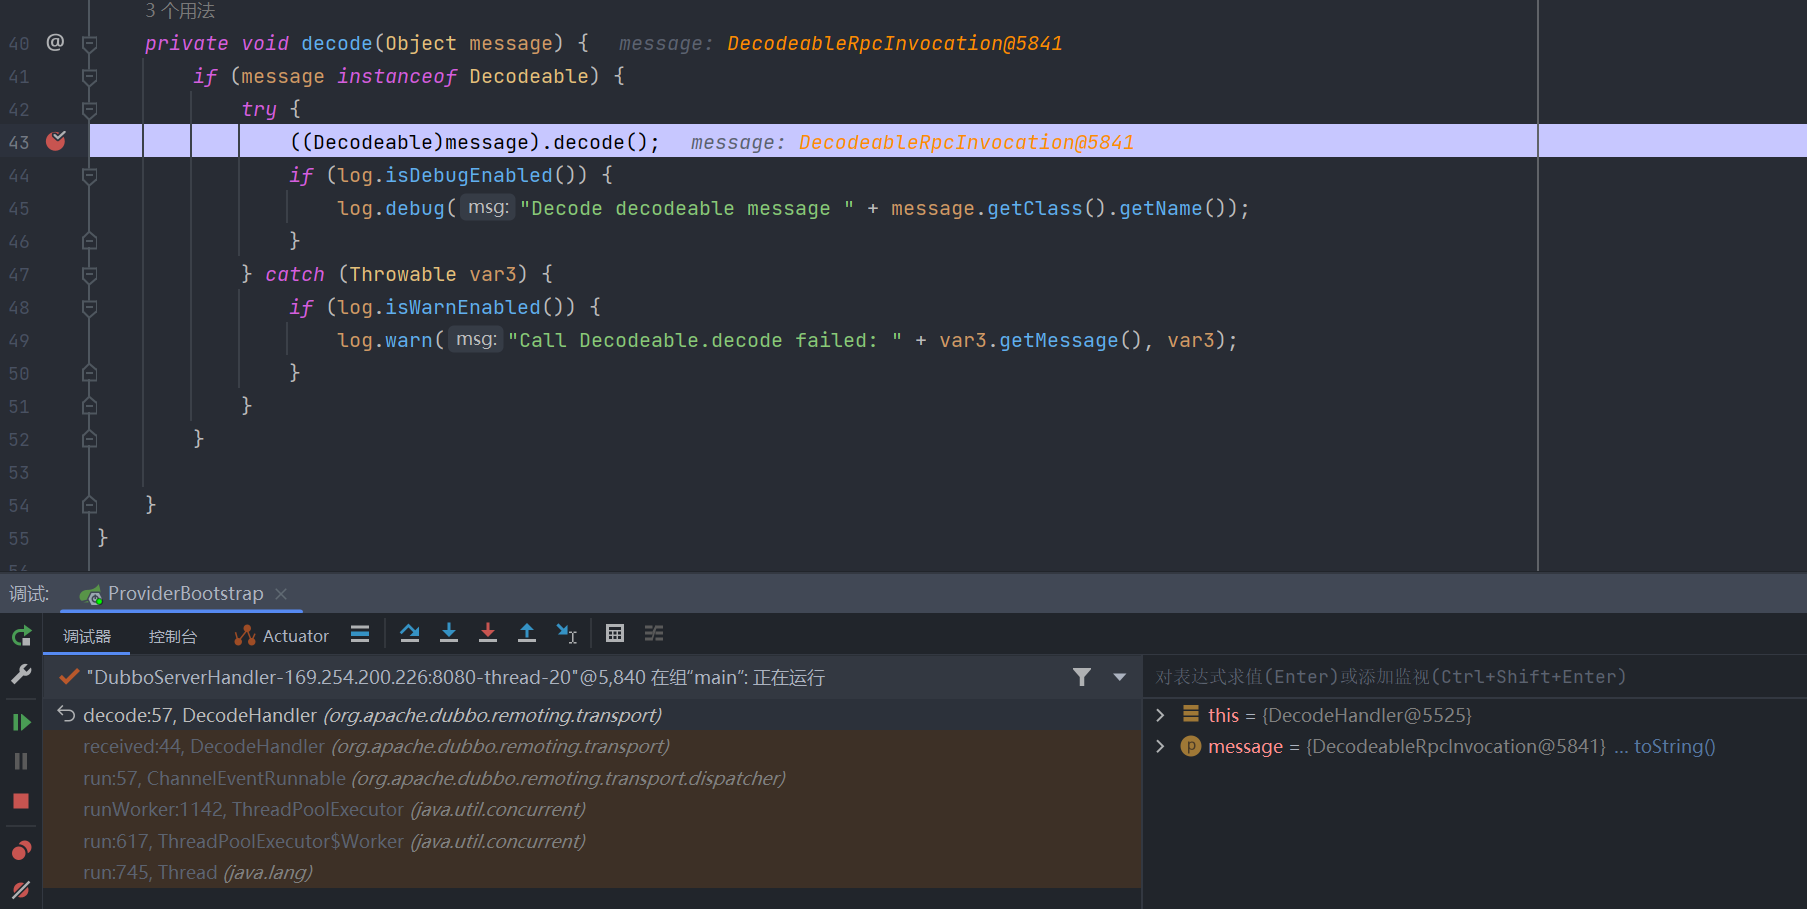 3 个用法
40 @ private void decode(Object message) { message: DecodeableRpcInvocation@5841
41 if (message instanceof Decodeable) {
42 try {
43 ((Decodeable)message).decode(); message: DecodeableRpcInvocation@5841
44 if (log.isDebugEnabled()) {
45 log.debug( msg: "Decode decodeable message " + message.getClass().getName());
46 }
47 } catch (Throwable var3) {
48 if (log.isWarnEnabled()) {
49 log.warn( msg: "Call Decodeable.decode failed: " + var3.getMessage(), var3);
50 }
51 }
52 }
53
54 }
55 }
56
调试: ProviderBootstrap
调试器 控制台 Actuator
"DubboServerHandler-169.254.200.226:8080-thread-20"@5,840 在组"main": 正在运行
decode:57, DecodeHandler (org.apache.dubbo.remoting.transport)
received:44, DecodeHandler (org.apache.dubbo.remoting.transport)
run:57, ChannelEventRunnable (org.apache.dubbo.remoting.transport.dispatcher)
runWorker:1142, ThreadPoolExecutor (java.util.concurrent)
run:617, ThreadPoolExecutor$Worker (java.util.concurrent)
run:745, Thread (java.lang)
对表达式求值(Enter)或添加监视(Ctrl+Shift+Enter)
this = {DecodeHandler@5525}
p message = {DecodeableRpcInvocation@5841} ... toString()